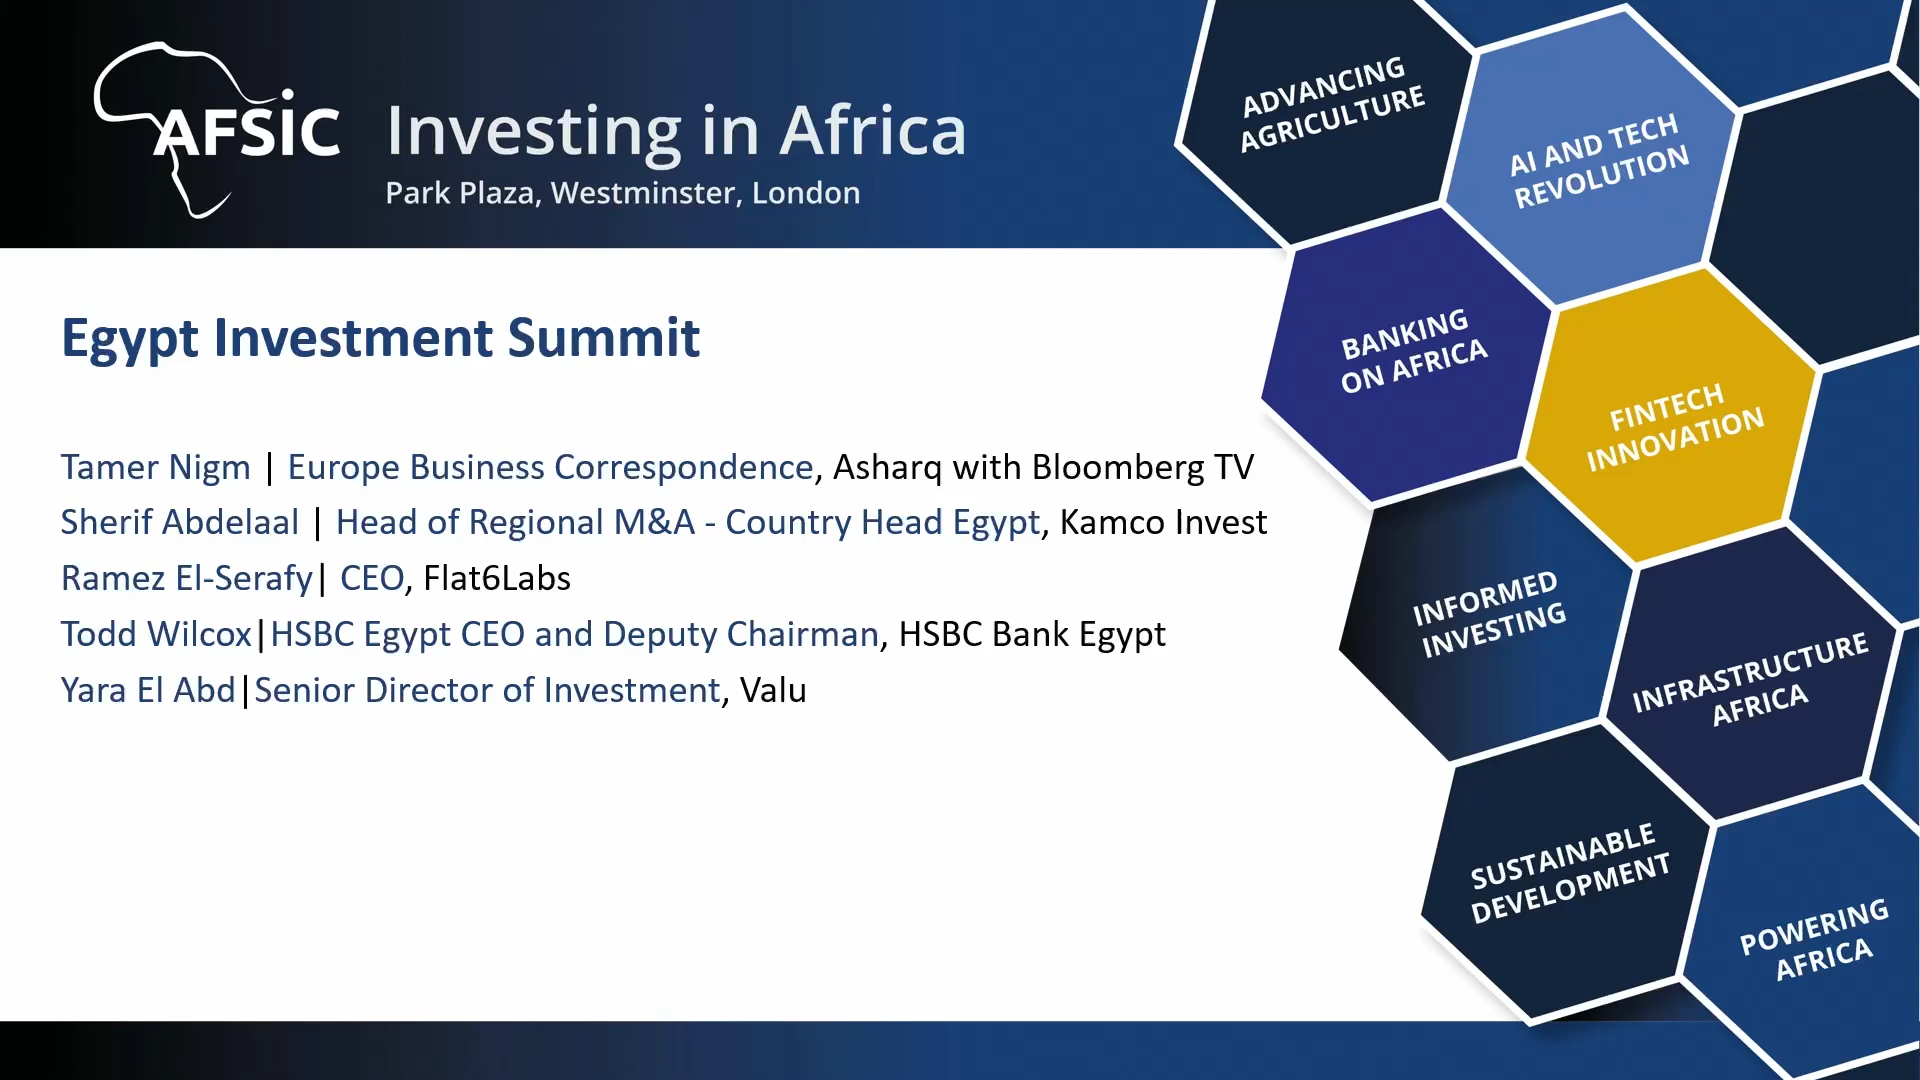 AFSIC
Investing in Africa
Park Plaza, Westminster, London
Egypt Investment Summit
Tamer Nigm | Europe Business Correspondence, Asharq with Bloomberg TV
Sherif Abdelaal | Head of Regional M&A - Country Head Egypt, Kamco Invest
Ramez El-Serafy| CEO, Flat6Labs
Todd Wilcox|HSBC Egypt CEO and Deputy Chairman, HSBC Bank Egypt
Yara El Abd|Senior Director of Investment, Valu
ADVANCING
AGRICULTURE
AI AND TECH
REVOLUTION
BANKING
ON AFRICA
FINTECH
INNOVATION
INFORMED
INVESTING
INFRASTRUCTURE
AFRICA
SUSTAINABLE
DEVELOPMENT
POWERING
AFRICA